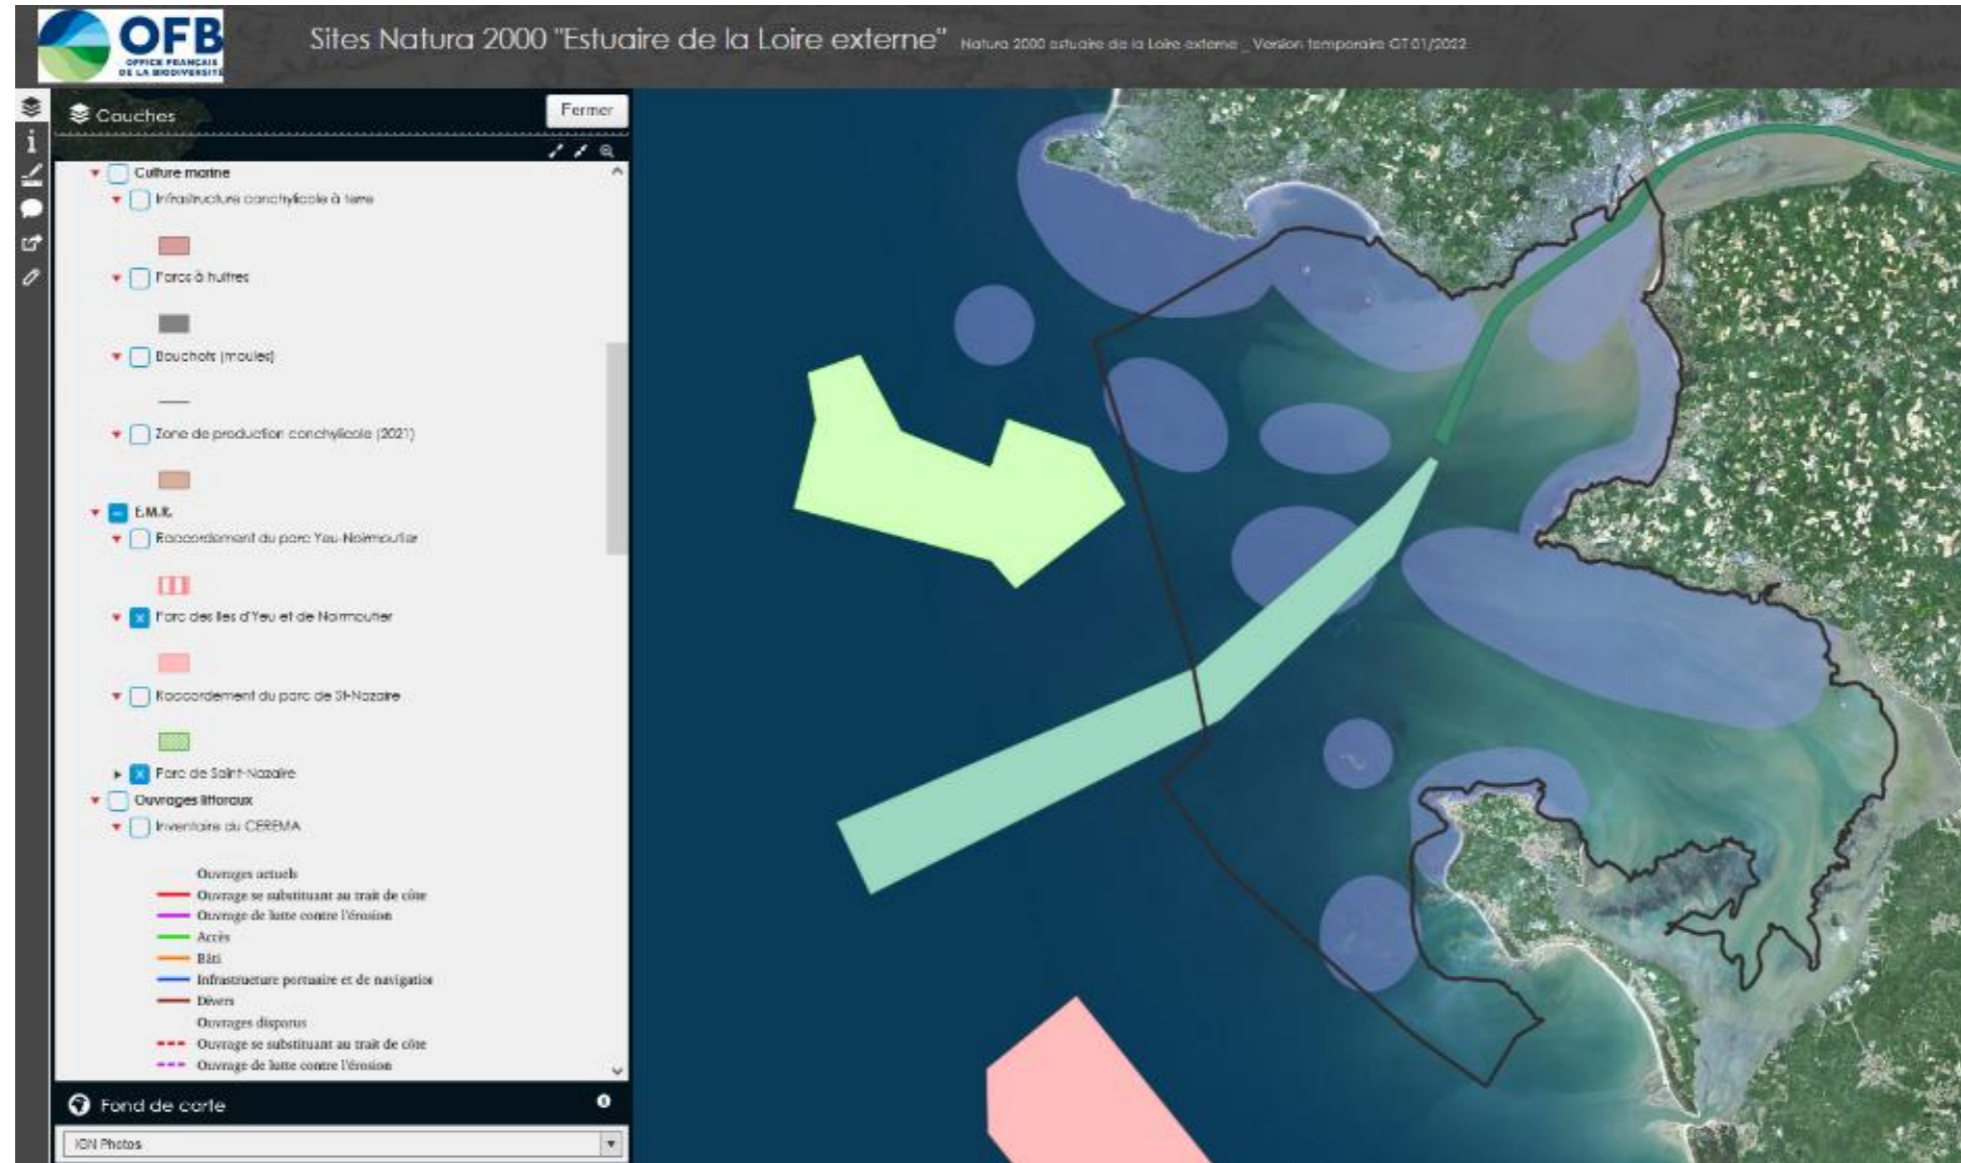 OFB
OFFICE FRANÇAIS
DE LA BIODIVERSITÉ
Sites Natura 2000 "Estuaire de la Loire externe"
Natura 2000 estuaire de la Loire externe _ Version temporaire GT 01/2022
Couches
Fermer
Culture marine
Infrastructure conchylicole à terre
Parcs à huîtres
Bouchots (moules)
Zone de production conchylicole (2021)
E.M.R.
Raccordement du parc Yeu-Noirmoutier
Parc des Iles d'Yeu et de Noirmoutier
Raccordement du parc de St-Nazaire
Parc de Saint-Nazaire
Ouvrages littoraux
Inventaire du CEREMA
Ouvrages actuels
Ouvrage se substituant au trait de côte
Ouvrage de lutte contre l'érosion
Accès
Bâti
Infrastructure portuaire et de navigation
Divers
Ouvrages disparus
Ouvrage se substituant au trait de côte
Ouvrage de lutte contre l'érosion
Fond de carte
IGN Photos